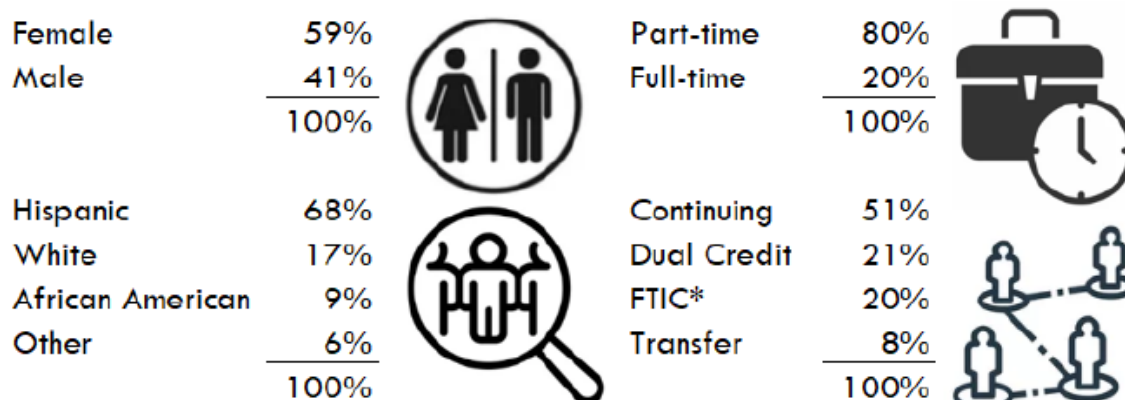 Female 59%
Male 41%
100%
Hispanic 68%
White 17%
African American 9%
Other 6%
100%
Part-time 80%
Full-time 20%
100%
Continuing 51%
Dual Credit 21%
FTIC* 20%
Transfer 8%
100%